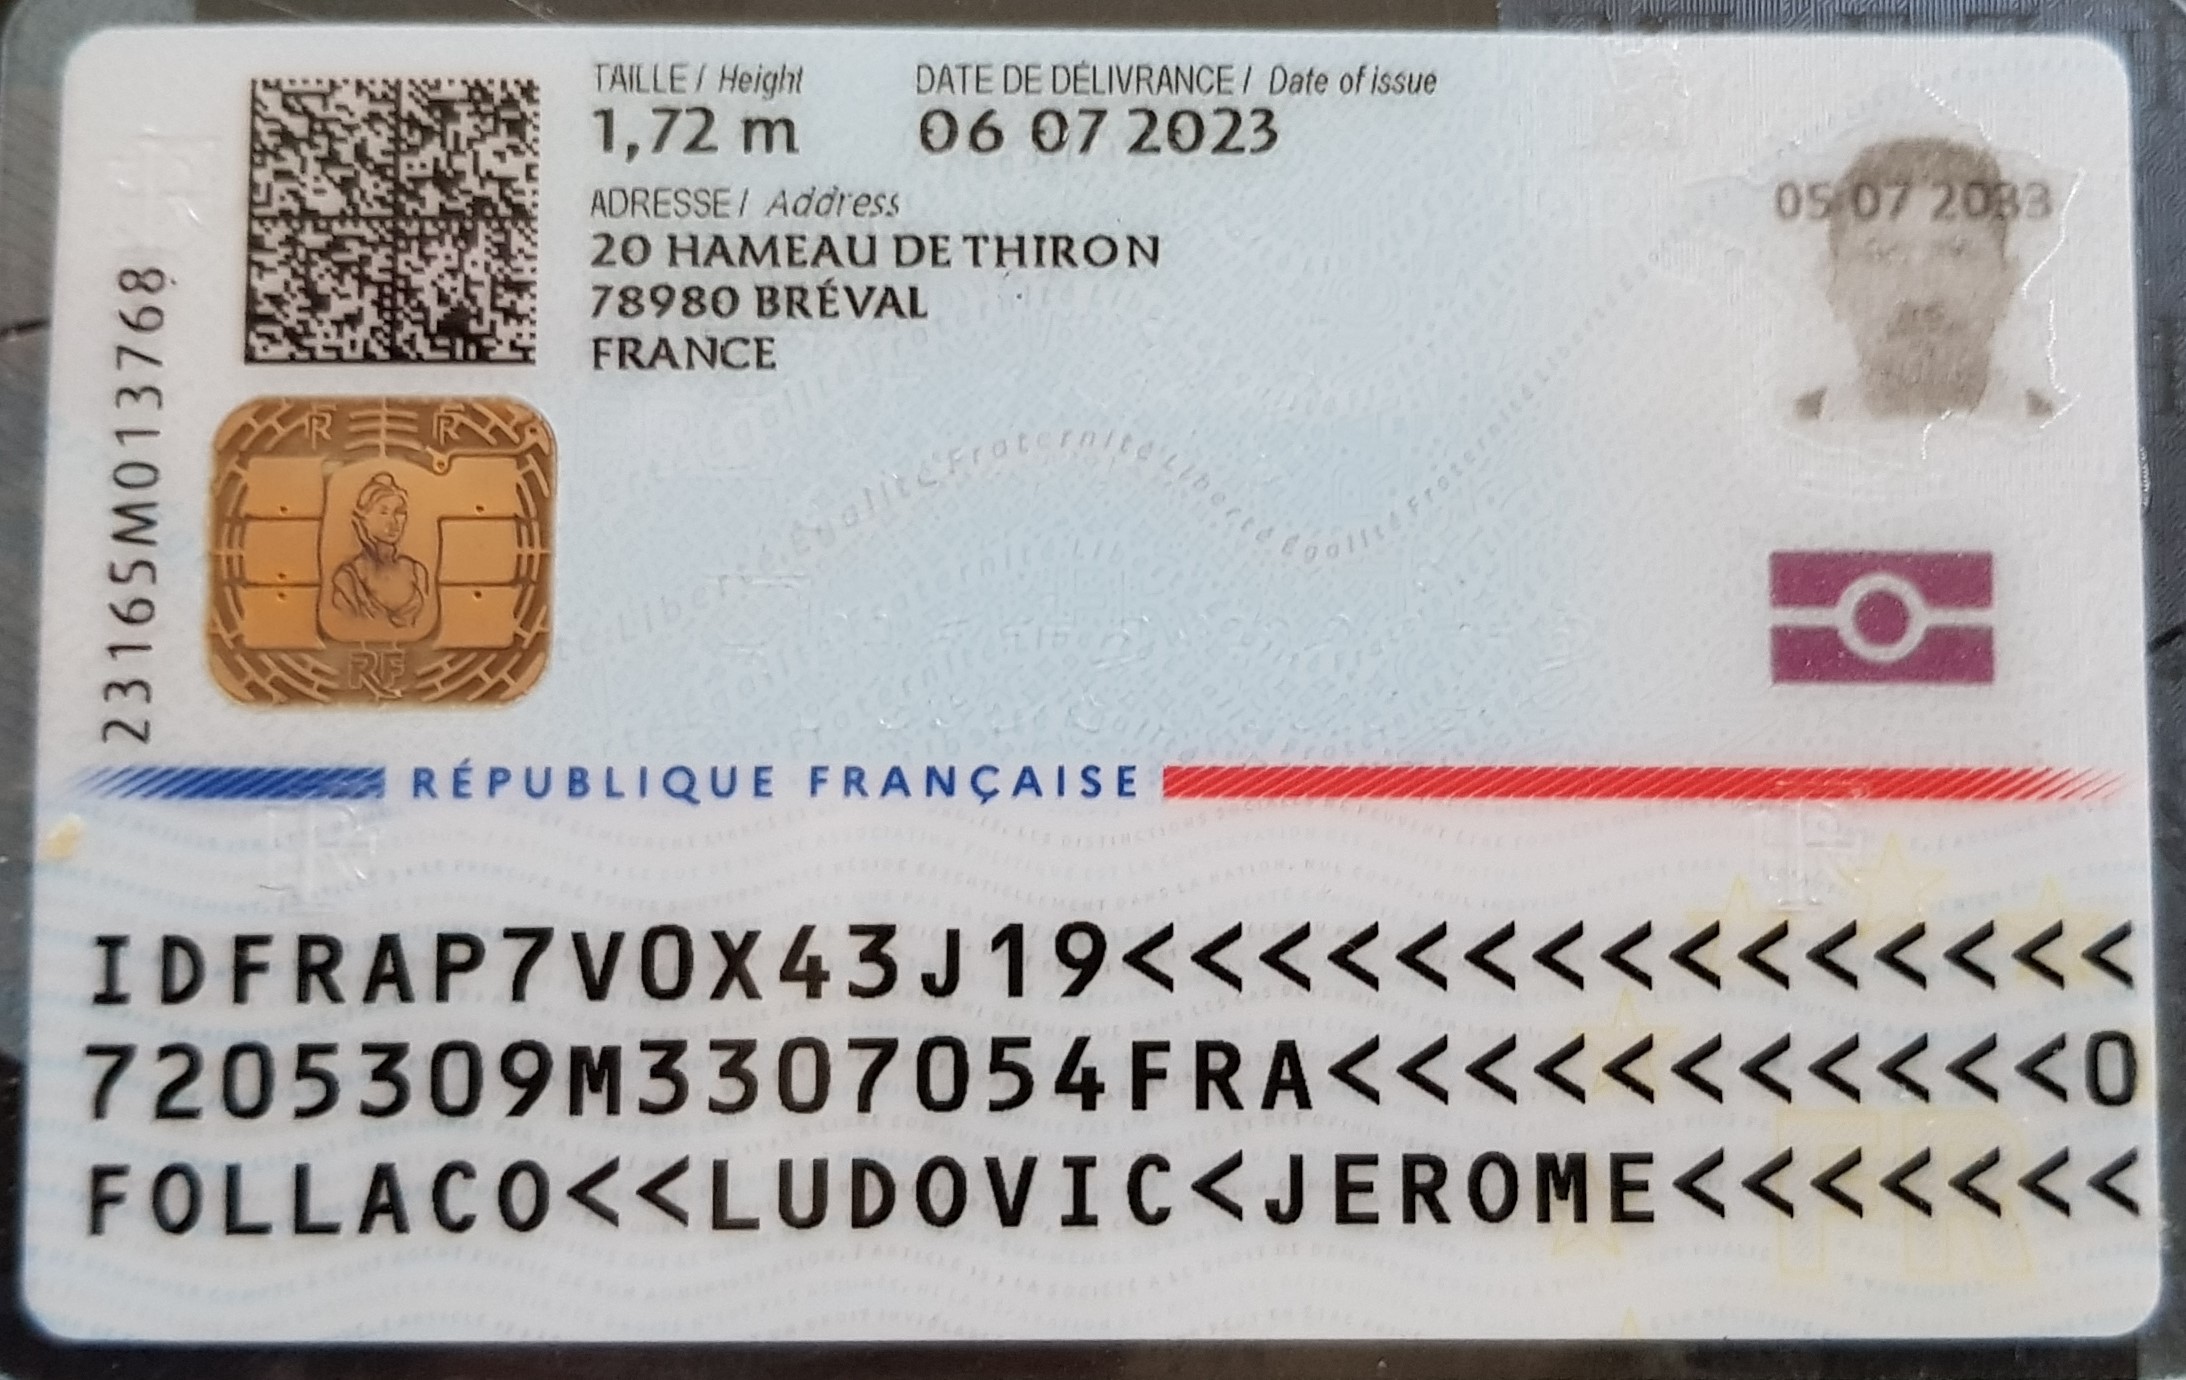 TAILLE / Height
1,72 m
DATE DE DÉLIVRANCE / Date of issue
06 07 2023
ADRESSE / Address
20 HAMEAU DE THIRON
78980 BRÉVAL
FRANCE
05 07 2033
23165M013768
RF
RÉPUBLIQUE FRANÇAISE
IDFRAP7VOX43J19<<<<<<<<<<<<<<<
7205309M3307054FRA<<<<<<<<<<<0
FOLLACO<<LUDOVIC<JEROME<<<<<<<